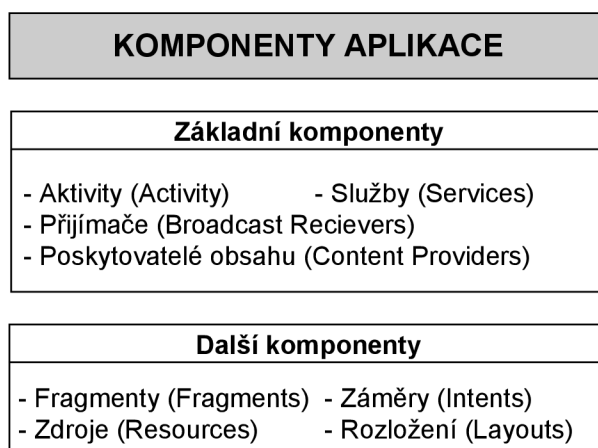 KOMPONENTY APLIKACE
Základní komponenty
- Aktivity (Activity) - Služby (Services)
- Přijímače (Broadcast Recievers)
- Poskytovatelé obsahu (Content Providers)
Další komponenty
- Fragmenty (Fragments) - Záměry (Intents)
- Zdroje (Resources) - Rozložení (Layouts)